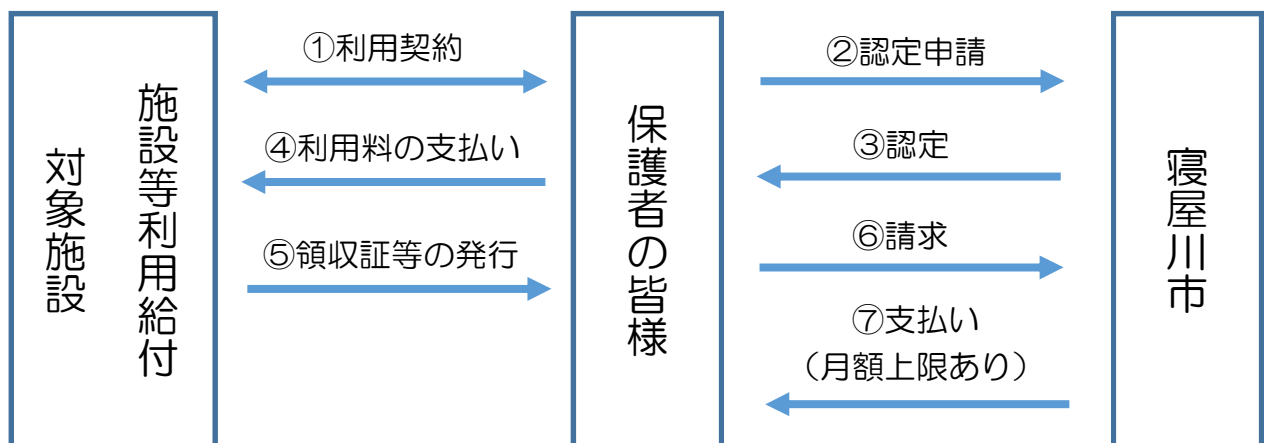 施設等利用給付
対象施設
①利用契約
④利用料の支払い
⑤領収証等の発行
保護者の皆様
②認定申請
③認定
⑥請求
⑦支払い
（月額上限あり）
寝屋川市